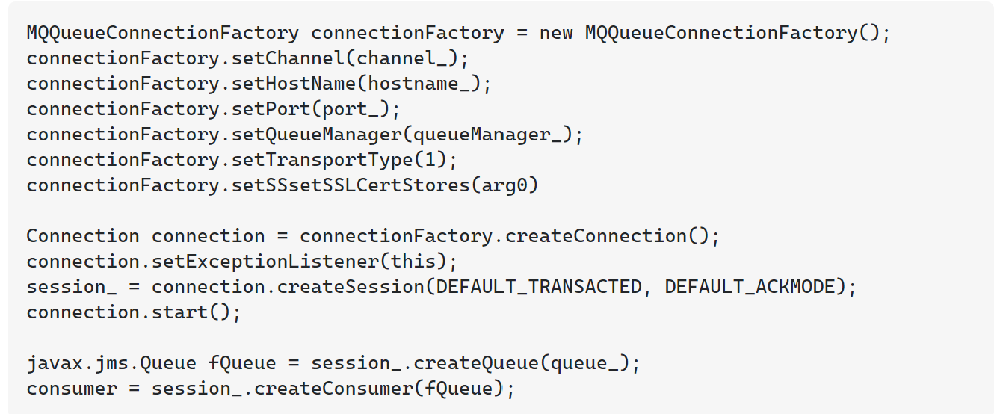 MQQueueConnectionFactory connectionFactory = new MQQueueConnectionFactory();
connectionFactory.setChannel(channel_);
connectionFactory.setHostName(hostname_);
connectionFactory.setPort(port_);
connectionFactory.setQueueManager(queueManager_);
connectionFactory.setTransportType(1);
connectionFactory.setSSsetSSLCertStores(arg0)
Connection connection = connectionFactory.createConnection();
connection.setExceptionListener(this);
session_ = connection.createSession(DEFAULT_TRANSACTED, DEFAULT_ACKMODE);
connection.start();
javax.jms.Queue fQueue = session_.createQueue(queue_);
consumer = session_.createConsumer(fQueue);